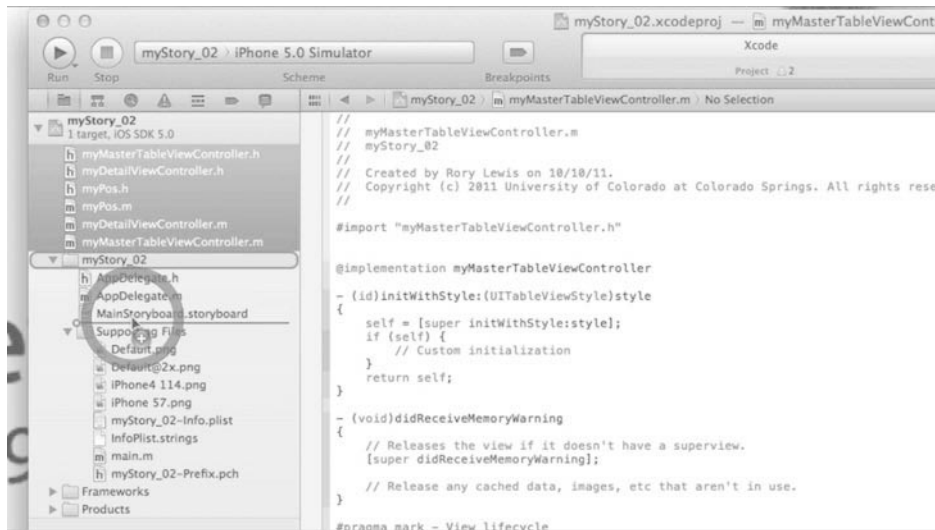 myStory_02.xcodeproj — m myMasterTableViewCont
myStory_02 › iPhone 5.0 Simulator
Xcode
Project 2
Run Stop Scheme Breakpoints
myStory_02 › m myMasterTableViewController.m › No Selection
myStory_02
1 target, iOS SDK 5.0
h myMasterTableViewController.h
h myDetailViewController.h
h myPos.h
m myPos.m
m myDetailViewController.m
m myMasterTableViewController.m
myStory_02
h AppDelegate.h
m AppDelegate.m
MainStoryboard.storyboard
Supporting Files
Default.png
Default@2x.png
iPhone4 114.png
iPhone 57.png
myStory_02-Info.plist
InfoPlist.strings
m main.m
h myStory_02-Prefix.pch
Frameworks
Products
//
// myMasterTableViewController.m
// myStory_02
//
// Created by Rory Lewis on 10/10/11.
// Copyright (c) 2011 University of Colorado at Colorado Springs. All rights rese
//
#import "myMasterTableViewController.h"
@implementation myMasterTableViewController
- (id)initWithStyle:(UITableViewStyle)style
{
self = [super initWithStyle:style];
if (self) {
// Custom initialization
}
return self;
}
- (void)didReceiveMemoryWarning
{
// Releases the view if it doesn't have a superview.
[super didReceiveMemoryWarning];
// Release any cached data, images, etc that aren't in use.
}
#pragma mark - View lifecycle